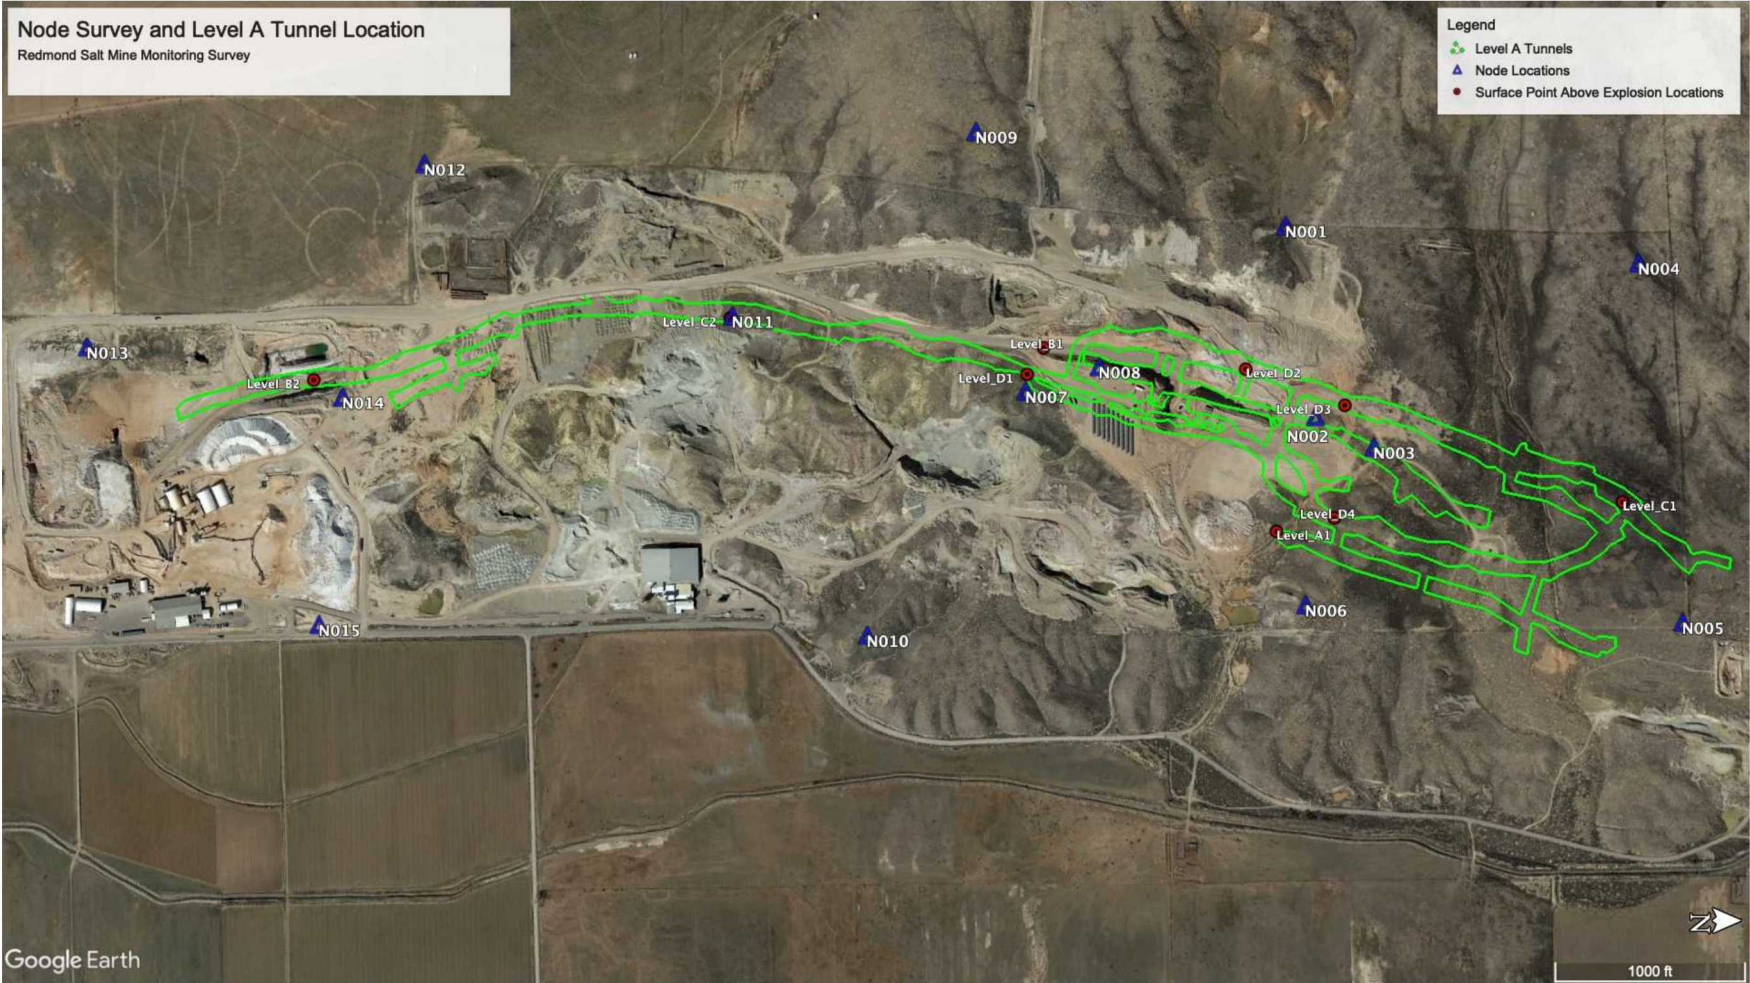 Node Survey and Level A Tunnel Location
Redmond Salt Mine Monitoring Survey
Legend
Level A Tunnels
Node Locations
Surface Point Above Explosion Locations
N009
N012
N001
N004
Level_C2
N011
Level_B1
N013
Level_B2
N014
Level_D1
N007
N008
Level_D2
Level_D3
N002
N003
Level_C1
Level_D4
Level_A1
N006
N005
N015
N010
N
Google Earth
1000 ft